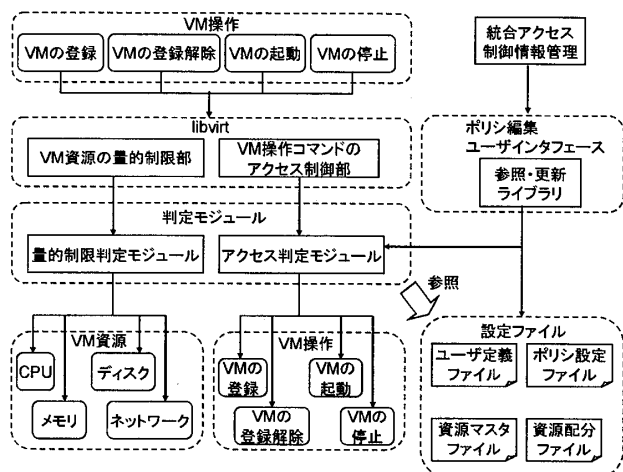 VM操作
VMの登録
VMの登録解除
VMの起動
VMの停止
統合アクセス
制御情報管理
libvirt
VM資源の量的制限部
VM操作コマンドの
アクセス制御部
ポリシ編集
ユーザインタフェース
参照・更新
ライブラリ
判定モジュール
量的制限判定モジュール
アクセス判定モジュール
参照
VM資源
CPU
ディスク
メモリ
ネットワーク
VM操作
VMの
登録
VMの
起動
VMの
登録解除
VMの
停止
設定ファイル
ユーザ定義
ファイル
ポリシ設定
ファイル
資源マスタ
ファイル
資源配分
ファイル